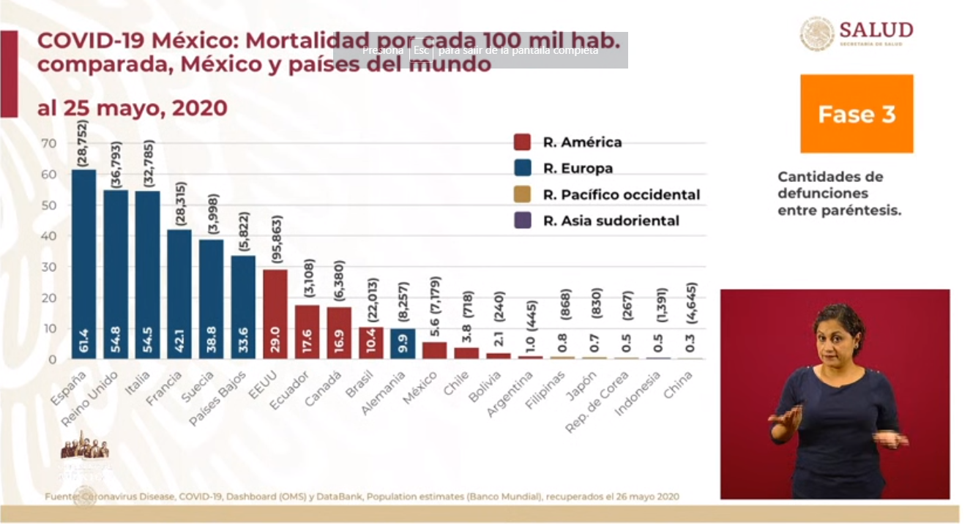 COVID-19 México: Mortalidad por cada 100 mil hab.
comparada, México y países del mundo
Presiona | Esc | para salir de la pantalla completa
al 25 mayo, 2020
SALUD
SECRETARÍA DE SALUD
Fase 3
Cantidades de
defunciones
entre paréntesis.
R. América
R. Europa
R. Pacífico occidental
R. Asia sudoriental
70
60
50
40
30
20
10
0
61.4 (28,752)
54.8 (36,793)
54.5 (32,785)
42.1 (28,315)
38.8 (3,998)
33.6 (5,822)
29.0 (95,863)
17.6 (3,108)
16.9 (6,380)
10.4 (22,013)
9.9 (8,257)
5.6 (7,179)
3.8 (718)
2.1 (240)
1.0 (445)
0.8 (868)
0.7 (830)
0.5 (267)
0.5 (1,391)
0.3 (4,645)
España
Reino Unido
Italia
Francia
Suecia
Países Bajos
EEUU
Ecuador
Canadá
Brasil
Alemania
México
Chile
Bolivia
Argentina
Filipinas
Japón
Rep. de Corea
Indonesia
China
Fuente: Coronavirus Disease, COVID-19, Dashboard (OMS) y DataBank, Population estimates (Banco Mundial), recuperados el 26 mayo 2020